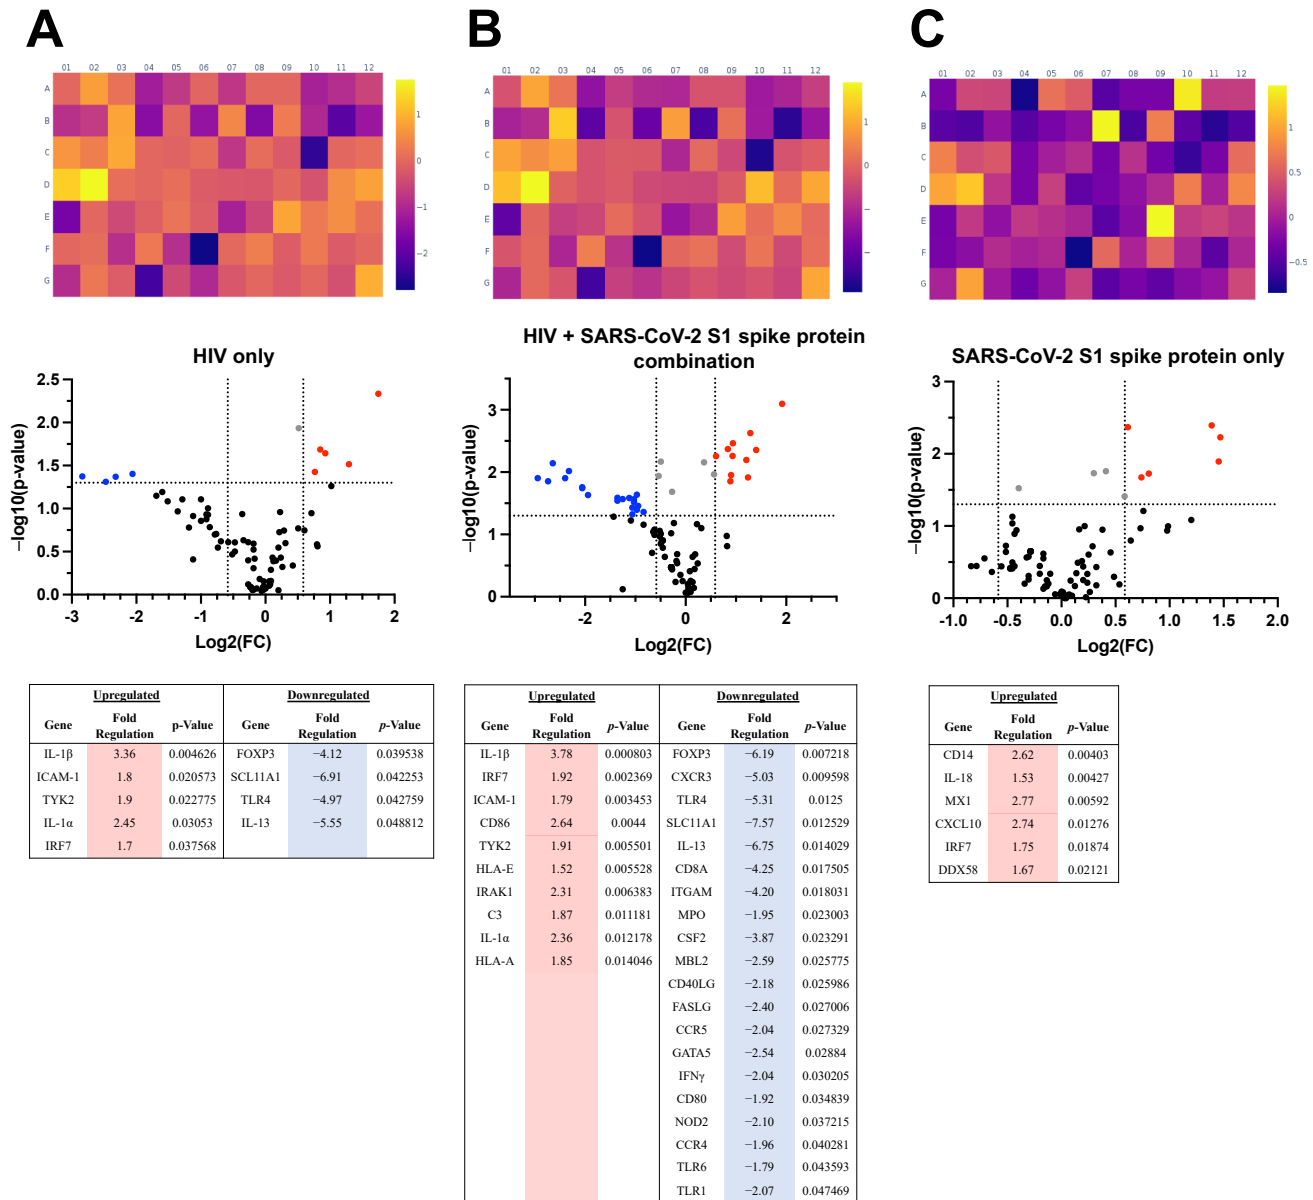 A
B
C
01 02 03 04 05 06 07 08 09 10 11 12
A
B
C
D
E
F
G
1
0
−1
−2
01 02 03 04 05 06 07 08 09 10 11 12
A
B
C
D
E
F
G
1
0
−
−
01 02 03 04 05 06 07 08 09 10 11 12
A
B
C
D
E
F
G
1
0.5
0
−0.5
HIV only
2.5
2.0
1.5
1.0
0.5
0.0
−log10(p-value)
-3 -2 -1 0 1 2
Log2(FC)
HIV + SARS-CoV-2 S1 spike protein
combination
3
2
1
0
−log10(p-value)
-2 0 2
Log2(FC)
SARS-CoV-2 S1 spike protein only
3
2
1
0
−log10(p-value)
-1.0 -0.5 0.0 0.5 1.0 1.5 2.0
Log2(FC)
Upregulated Downregulated
Gene Fold Regulation p-Value Gene Fold Regulation p-Value
IL-1β 3.36 0.004626 FOXP3 −4.12 0.039538
ICAM-1 1.8 0.020573 SCL11A1 −6.91 0.042253
TYK2 1.9 0.022775 TLR4 −4.97 0.042759
IL-1α 2.45 0.03053 IL-13 −5.55 0.048812
IRF7 1.7 0.037568
Upregulated Downregulated
Gene Fold Regulation p-Value Gene Fold Regulation p-Value
IL-1β 3.78 0.000803 FOXP3 −6.19 0.007218
IRF7 1.92 0.002369 CXCR3 −5.03 0.009598
ICAM-1 1.79 0.003453 TLR4 −5.31 0.0125
CD86 2.64 0.0044 SLC11A1 −7.57 0.012529
TYK2 1.91 0.005501 IL-13 −6.75 0.014029
HLA-E 1.52 0.005528 CD8A −4.25 0.017505
IRAK1 2.31 0.006383 ITGAM −4.20 0.018031
C3 1.87 0.011181 MPO −1.95 0.023003
IL-1α 2.36 0.012178 CSF2 −3.87 0.023291
HLA-A 1.85 0.014046 MBL2 −2.59 0.025775
CD40LG −2.18 0.025986
FASLG −2.40 0.027006
CCR5 −2.04 0.027329
GATA5 −2.54 0.02884
IFNγ −2.04 0.030205
CD80 −1.92 0.034839
NOD2 −2.10 0.037215
CCR4 −1.96 0.040281
TLR6 −1.79 0.043593
TLR1 −2.07 0.047469
Upregulated
Gene Fold Regulation p-Value
CD14 2.62 0.00403
IL-18 1.53 0.00427
MX1 2.77 0.00592
CXCL10 2.74 0.01276
IRF7 1.75 0.01874
DDX58 1.67 0.02121